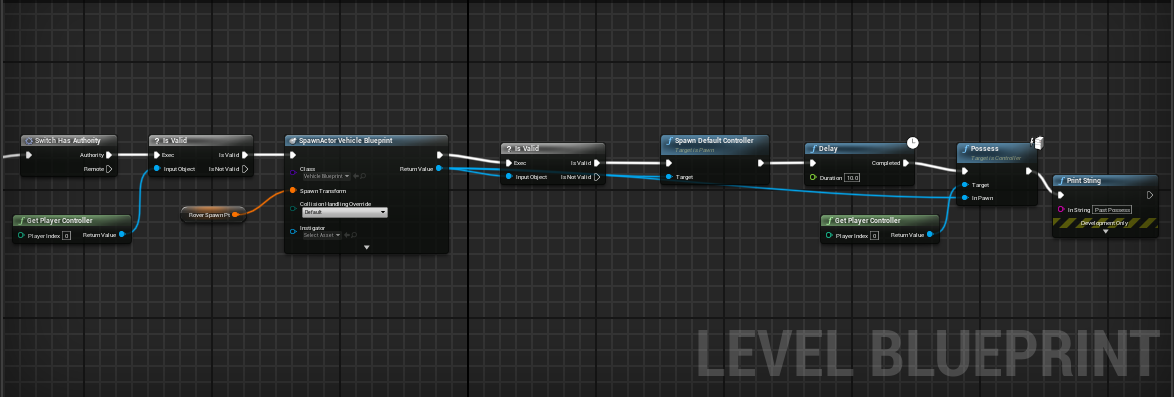 Switch Has Authority
Authority
Remote
Get Player Controller
Player Index 0
Return Value
? Is Valid
Exec
Is Valid
Input Object
Is Not Valid
Rover Spawn Pt
SpawnActor Vehicle Blueprint
Class
Vehicle Blueprint
Return Value
Spawn Transform
Collision Handling Override
Default
Instigator
Select Asset
? Is Valid
Exec
Is Valid
Input Object
Is Not Valid
f Spawn Default Controller
Target is Pawn
Target
f Delay
Completed
Duration 10.0
f Get Player Controller
Player Index 0
Return Value
f Possess
Target is Controller
Target
In Pawn
f Print String
In String Past Possess
Development Only
LEVEL BLUEPRINT